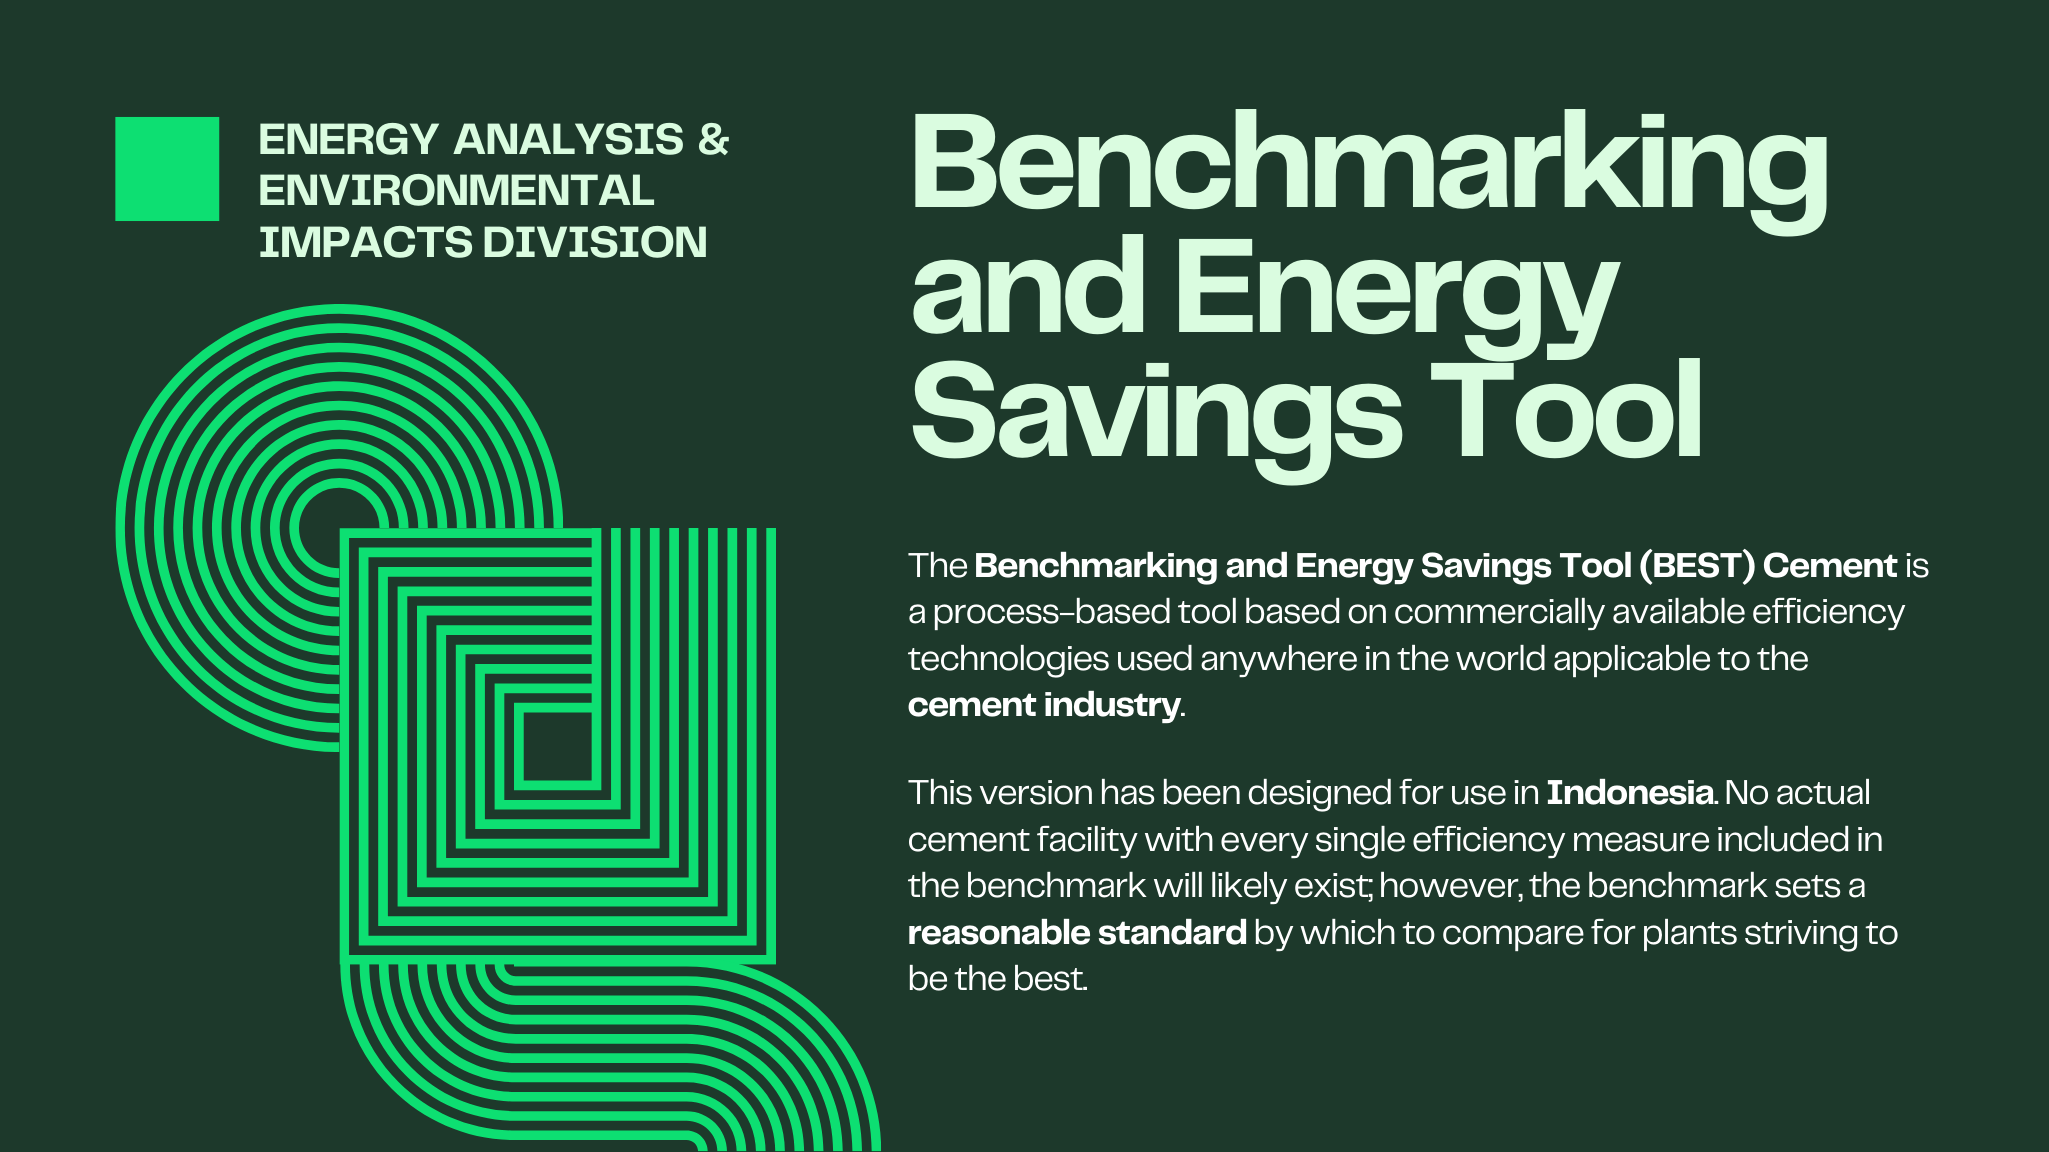 ENERGY ANALYSIS &
ENVIRONMENTAL
IMPACTS DIVISION
Benchmarking
and Energy
Savings Tool
The Benchmarking and Energy Savings Tool (BEST) Cement is
a process-based tool based on commercially available efficiency
technologies used anywhere in the world applicable to the
cement industry.
This version has been designed for use in Indonesia. No actual
cement facility with every single efficiency measure included in
the benchmark will likely exist; however, the benchmark sets a
reasonable standard by which to compare for plants striving to
be the best.